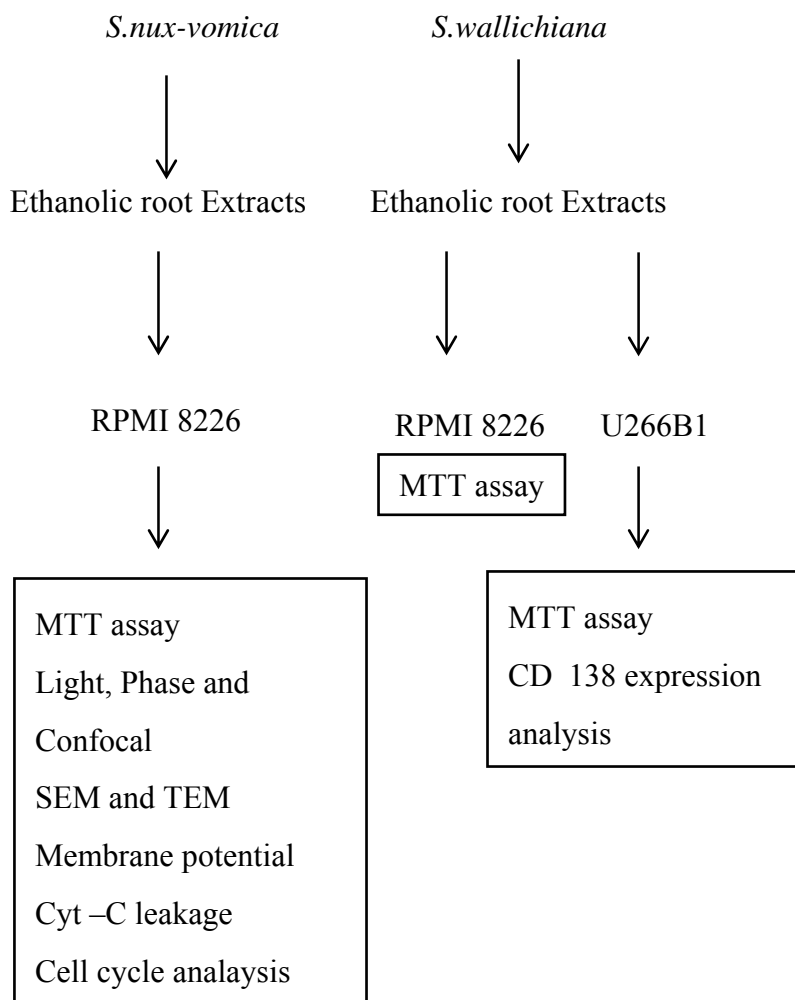 S.nux-vomica
S.wallichiana
Ethanolic root Extracts
Ethanolic root Extracts
RPMI 8226
RPMI 8226
U266B1
MTT assay
MTT assay
Light, Phase and
Confocal
SEM and TEM
Membrane potential
Cyt –C leakage
Cell cycle analaysis
MTT assay
CD 138 expression
analysis